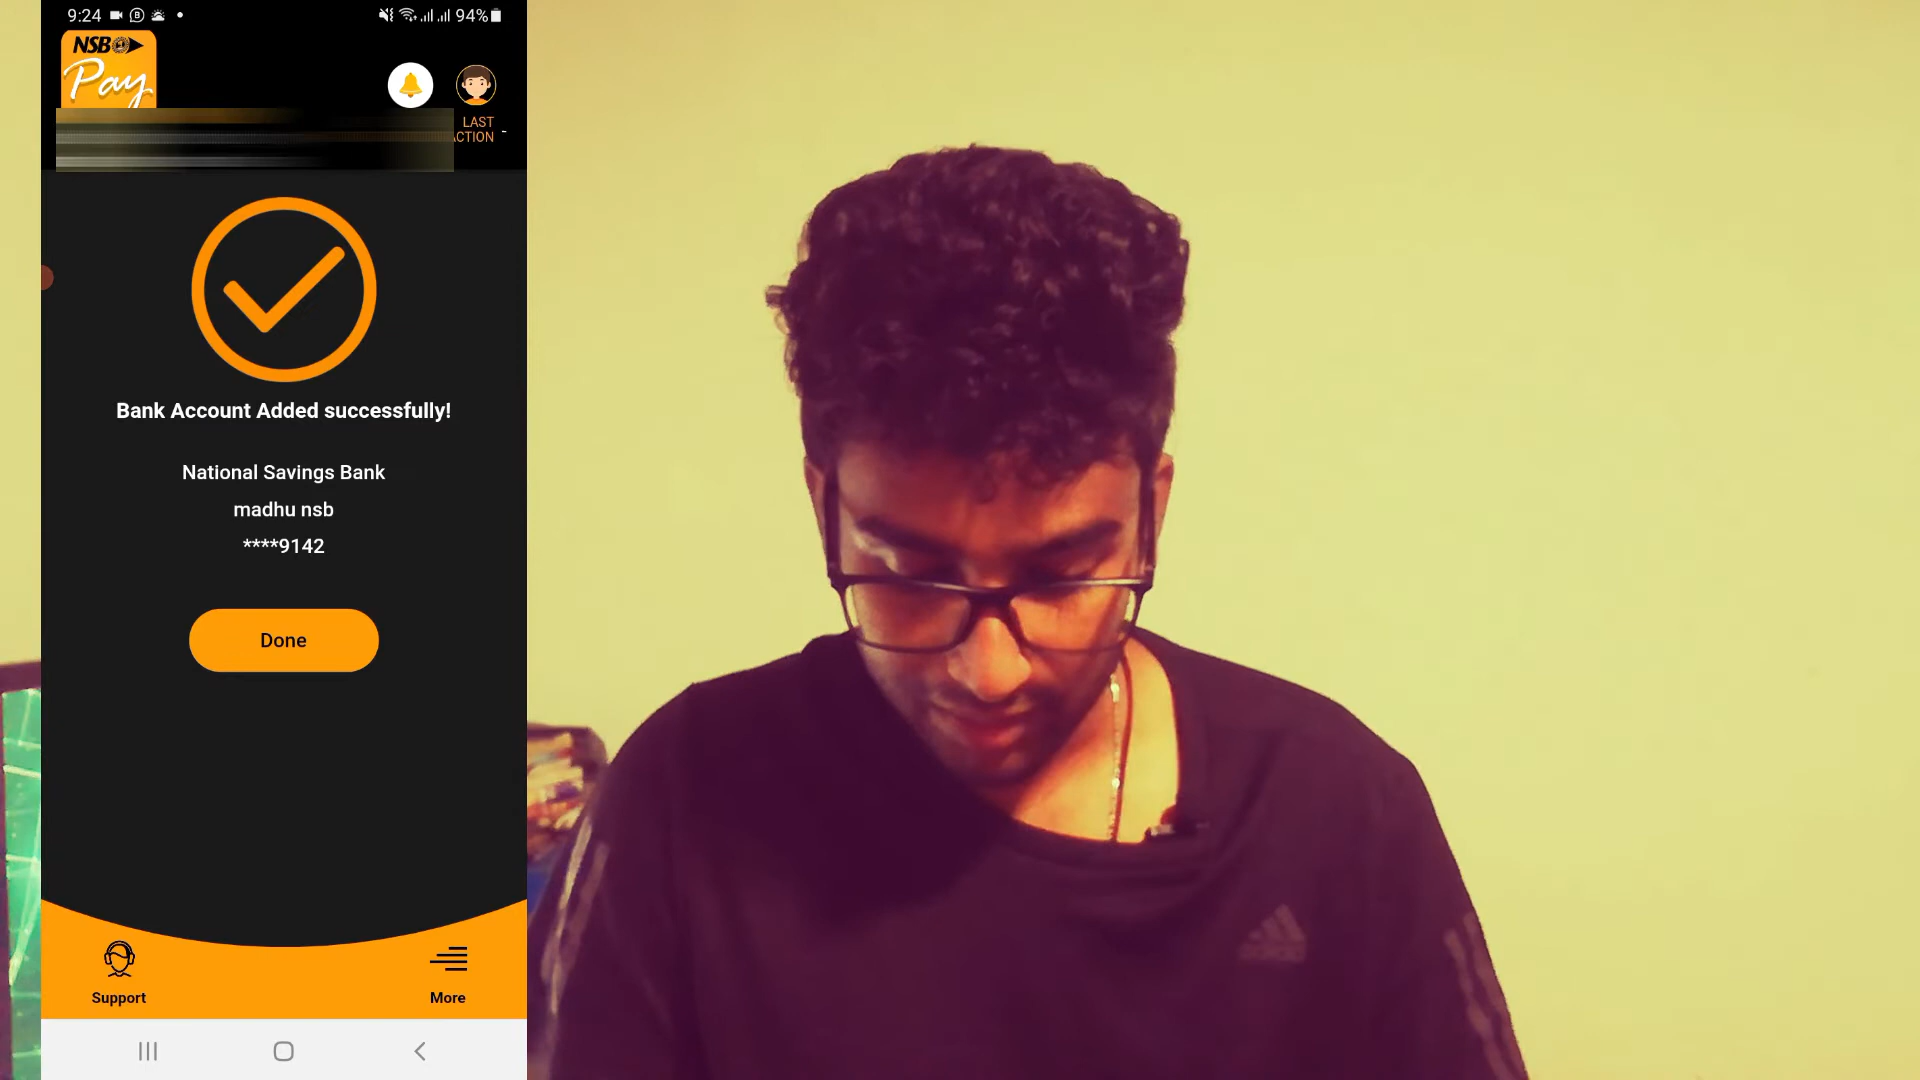 9:24
94%
NSB
Pay
LAST
ACTION -
Bank Account Added successfully!
National Savings Bank
madhu nsb
****9142
Done
Support
More